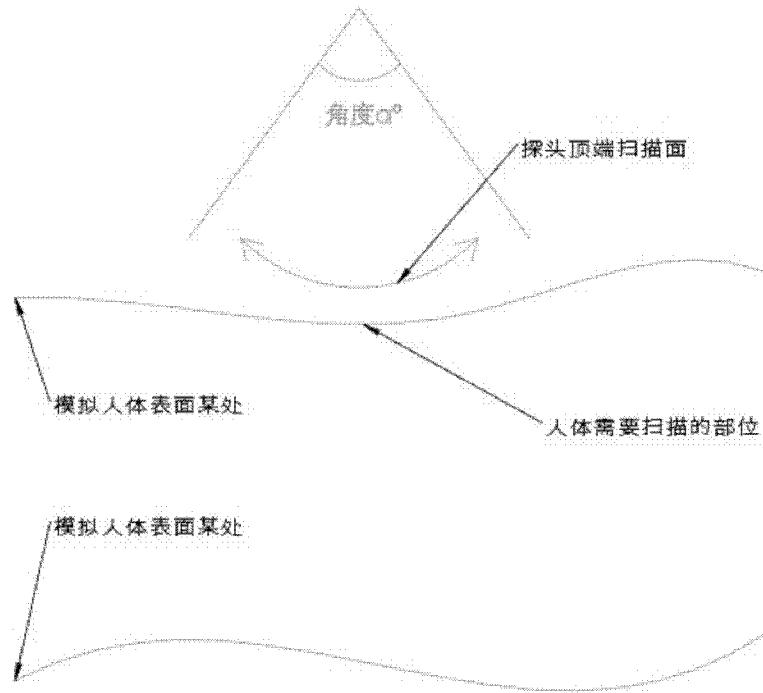 角度α°
探头顶端扫描面
模拟人体表面某处
人体需要扫描的部位
模拟人体表面某处